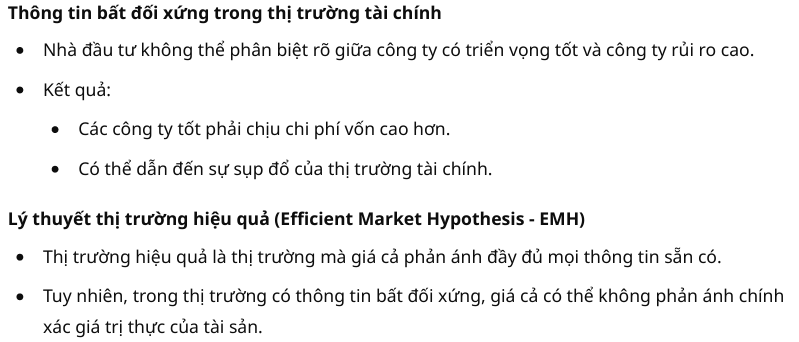 Thông tin bất đối xứng trong thị trường tài chính
• Nhà đầu tư không thể phân biệt rõ giữa công ty có triển vọng tốt và công ty rủi ro cao.
• Kết quả:
• Các công ty tốt phải chịu chi phí vốn cao hơn.
• Có thể dẫn đến sự sụp đổ của thị trường tài chính.
Lý thuyết thị trường hiệu quả (Efficient Market Hypothesis - EMH)
• Thị trường hiệu quả là thị trường mà giá cả phản ánh đầy đủ mọi thông tin sẵn có.
• Tuy nhiên, trong thị trường có thông tin bất đối xứng, giá cả có thể không phản ánh chính
xác giá trị thực của tài sản.